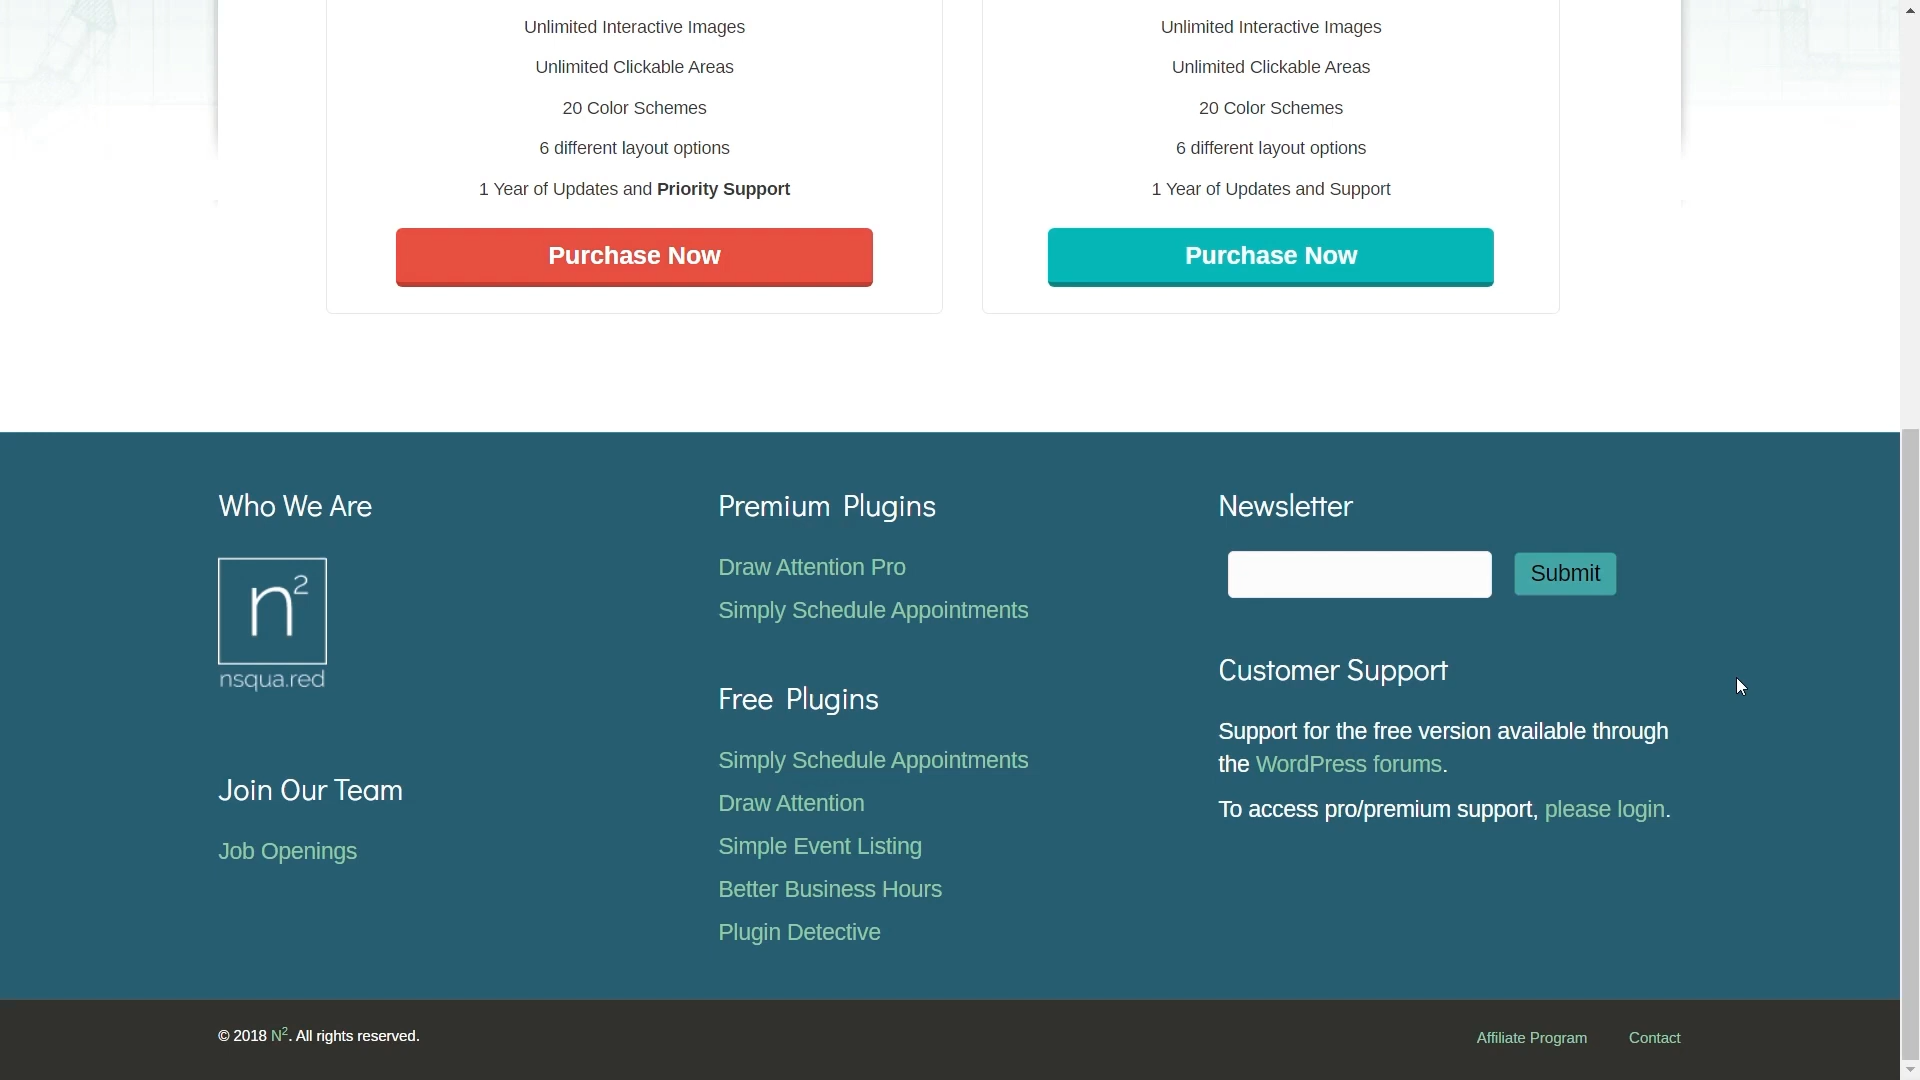 Unlimited Interactive Images
Unlimited Clickable Areas
20 Color Schemes
6 different layout options
1 Year of Updates and Priority Support
Purchase Now
Unlimited Interactive Images
Unlimited Clickable Areas
20 Color Schemes
6 different layout options
1 Year of Updates and Support
Purchase Now
Who We Are
n²
nsqua.red
Join Our Team
Job Openings
Premium Plugins
Draw Attention Pro
Simply Schedule Appointments
Free Plugins
Simply Schedule Appointments
Draw Attention
Simple Event Listing
Better Business Hours
Plugin Detective
Newsletter
Submit
Customer Support
Support for the free version available through
the WordPress forums.
To access pro/premium support, please login.
© 2018 N². All rights reserved.
Affiliate Program
Contact